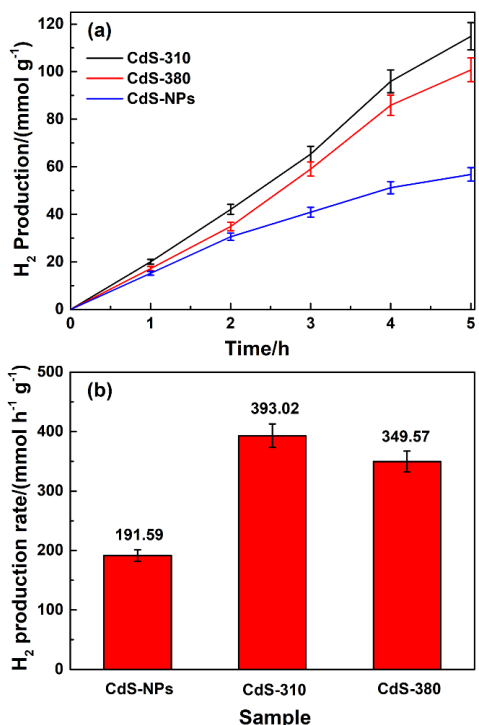 (a)
CdS-310
CdS-380
CdS-NPs
H₂ Production/(mmol g⁻¹)
120
100
80
60
40
20
0
0 1 2 3 4 5
Time/h
(b)
H₂ production rate/(mmol h⁻¹ g⁻¹)
500
400
300
200
100
0
191.59
393.02
349.57
CdS-NPs CdS-310 CdS-380
Sample